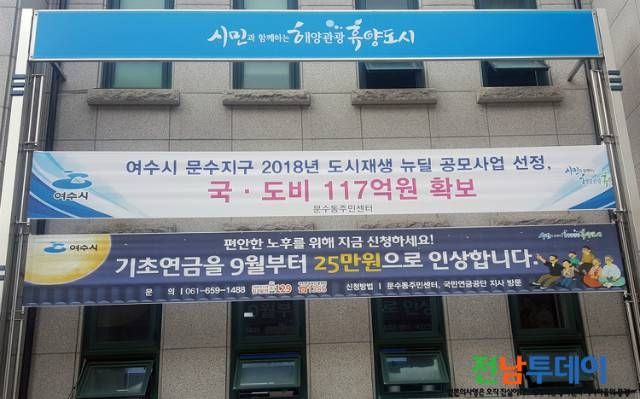 시민과 함께하는 해양관광 휴양도시
여수시
여수시 문수지구 2018년 도시재생 뉴딜 공모사업 선정,
국·도비 117억원 확보
문수동주민센터
여수시
편안한 노후를 위해 지금 신청하세요!
기초연금을 9월부터 25만원으로 인상합니다.
문 의 | 061-659-1488 129 1355 신청방법 | 문수동주민센터, 국민연금공단 지사 방문
전남투데이